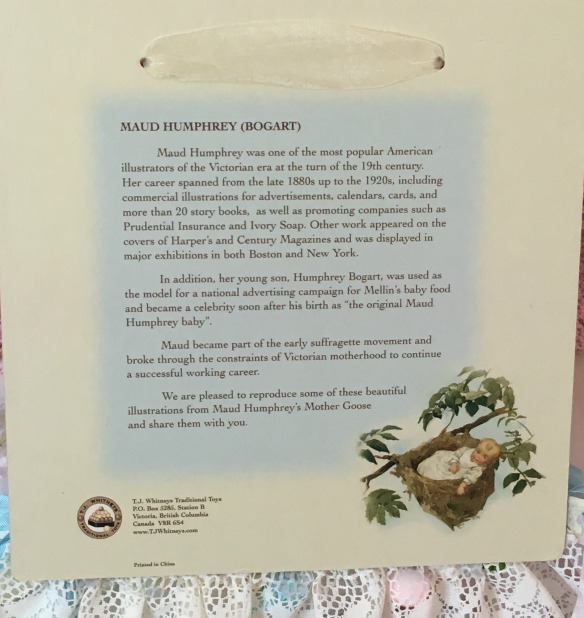 MAUD HUMPHREY (BOGART)
Maud Humphrey was one of the most popular American
illustrators of the Victorian era at the turn of the 19th century.
Her career spanned from the late 1880s up to the 1920s, including
commercial illustrations for advertisements, calendars, cards, and
more than 20 story books, as well as promoting companies such as
Prudential Insurance and Ivory Soap. Other work appeared on the
covers of Harper's and Century Magazines and was displayed in
major exhibitions in both Boston and New York.
In addition, her young son, Humphrey Bogart, was used as
the model for a national advertising campaign for Mellin's baby food
and became a celebrity soon after his birth as "the original Maud
Humphrey baby".
Maud became part of the early suffragette movement and
broke through the constraints of Victorian motherhood to continue
a successful working career.
We are pleased to reproduce some of these beautiful
illustrations from Maud Humphrey's Mother Goose
and share them with you.
T.J. Whitneys Traditional Toys
P.O. Box 5285, Station B
Victoria, British Columbia
Canada V8R 6S4
www.TJWhitneys.com
Printed in China